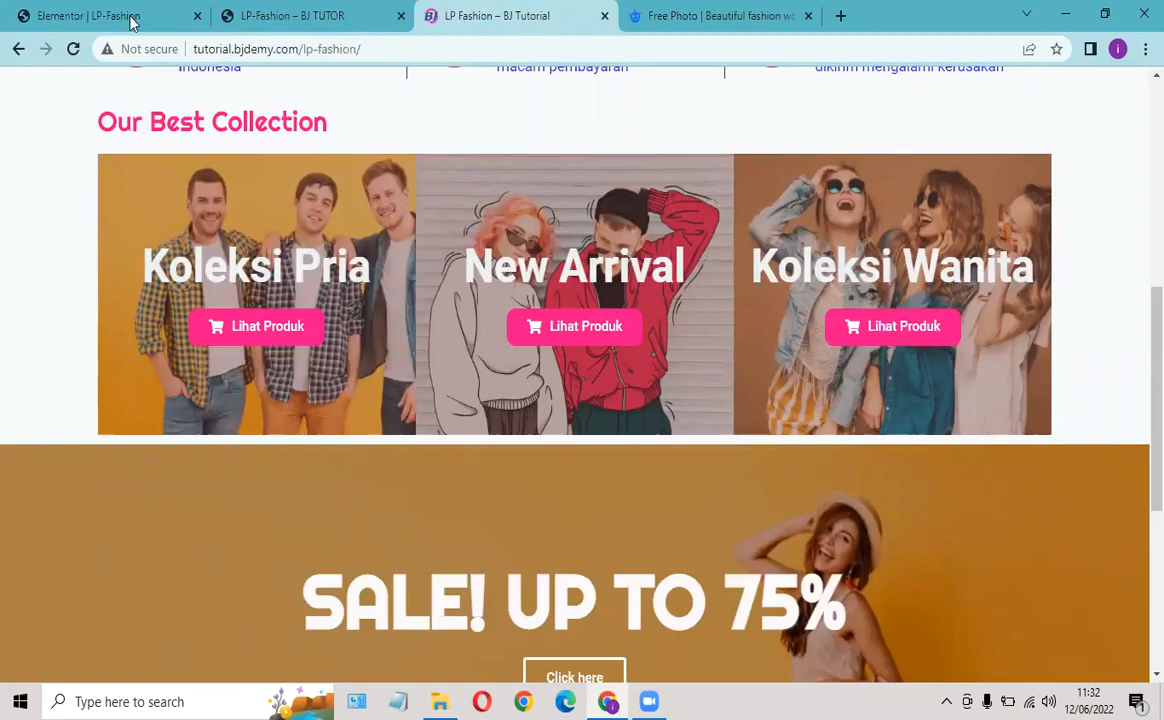 Elementor | LP-Fashion
LP-Fashion – BJ TUTOR
LP Fashion – BJ Tutorial
Free Photo | Beautiful fashion wo
Not secure
tutorial.bjdemy.com/lp-fashion/
i
Indonesia
macam pembayaran
dikirim mengalami kerusakan
Our Best Collection
Koleksi Pria
New Arrival
Koleksi Wanita
Lihat Produk
Lihat Produk
Lihat Produk
SALE! UP TO 75%
Click here
Type here to search
11:32
12/06/2022
1